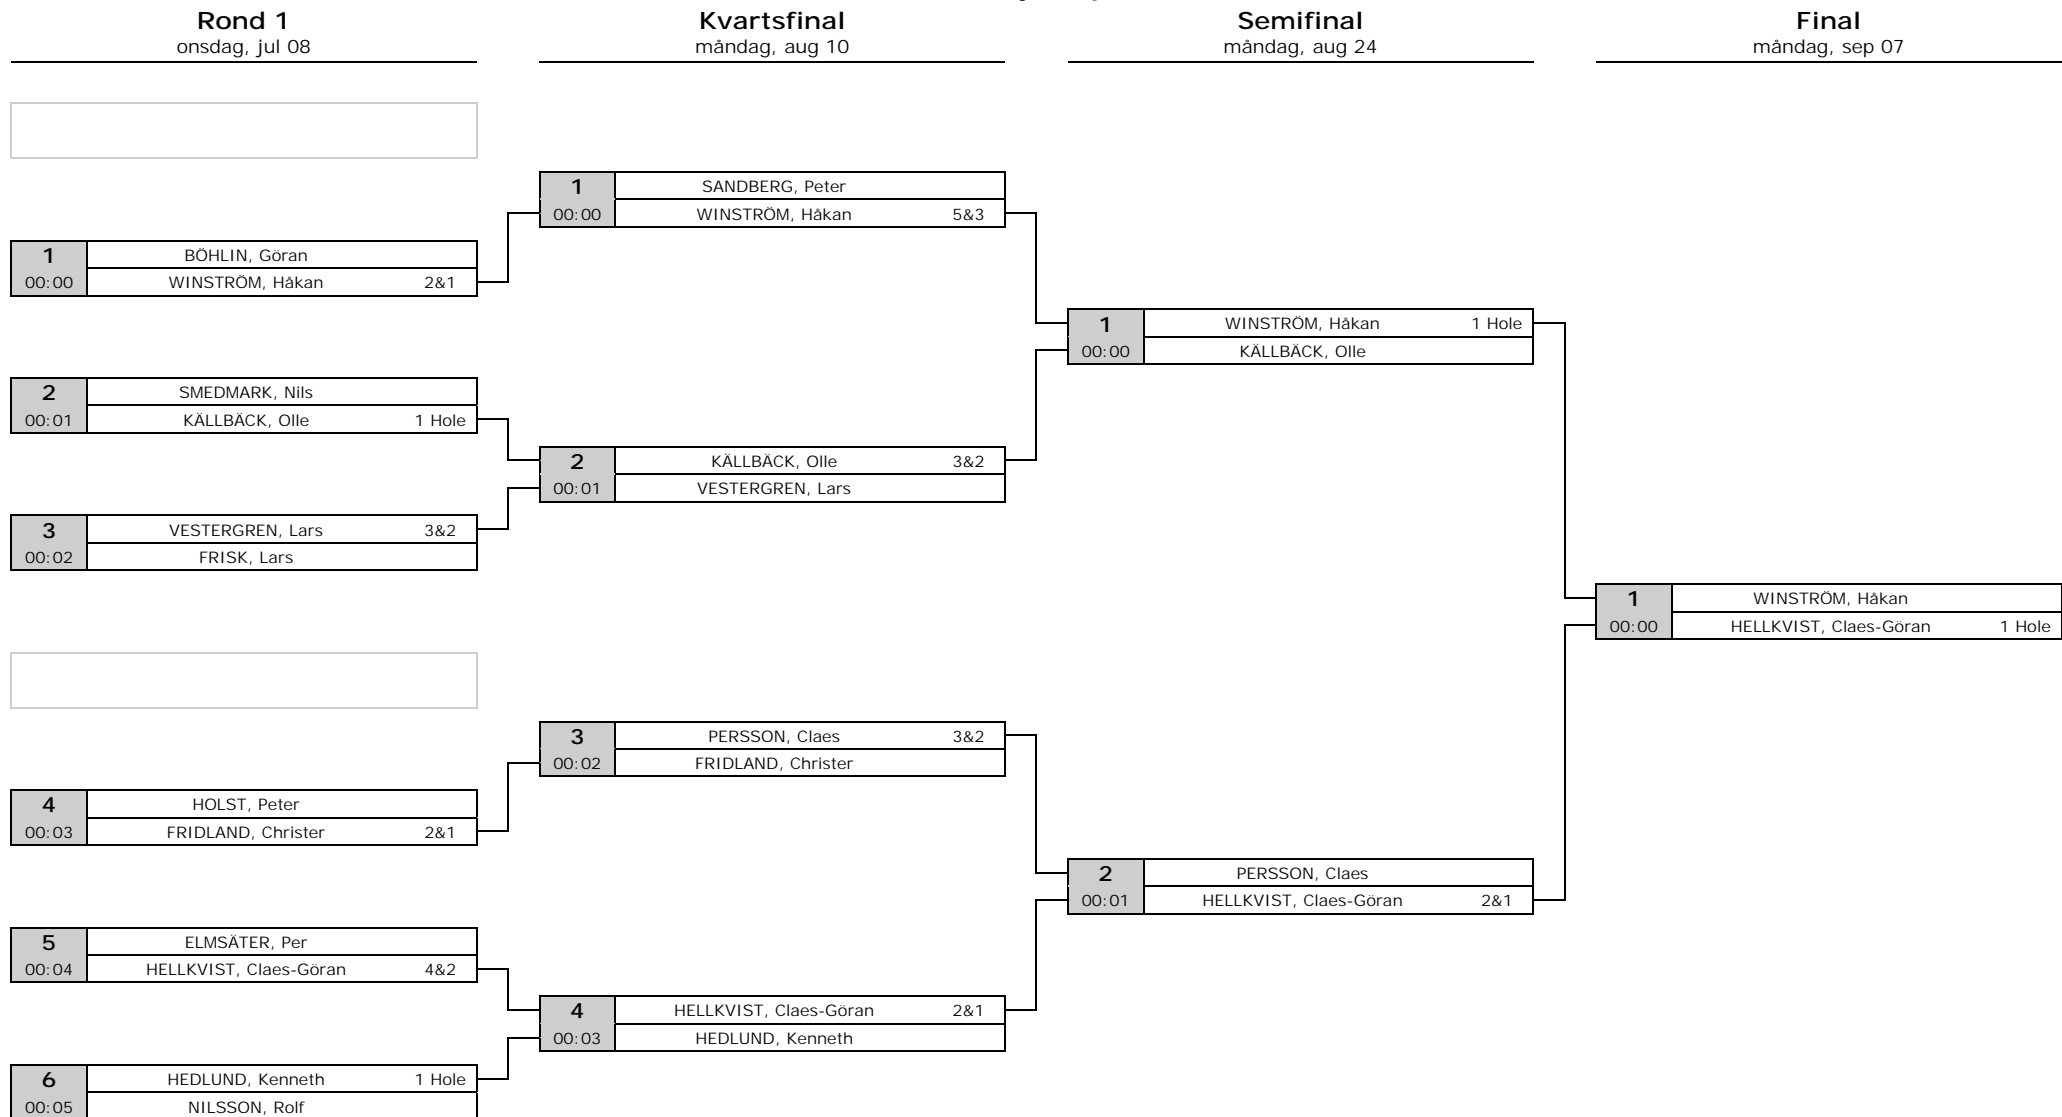 Rond 1
onsdag, jul 08
Kvartsfinal
måndag, aug 10
Semifinal
måndag, aug 24
Final
måndag, sep 07
1
00:00
BÖHLIN, Göran
WINSTRÖM, Håkan 2&1
2
00:01
SMEDMARK, Nils
KÄLLBÄCK, Olle 1 Hole
3
00:02
VESTERGREN, Lars 3&2
FRISK, Lars
4
00:03
HOLST, Peter
FRIDLAND, Christer 2&1
5
00:04
ELMSÄTER, Per
HELLKVIST, Claes-Göran 4&2
6
00:05
HEDLUND, Kenneth 1 Hole
NILSSON, Rolf
1
00:00
SANDBERG, Peter
WINSTRÖM, Håkan 5&3
2
00:01
KÄLLBÄCK, Olle 3&2
VESTERGREN, Lars
3
00:02
PERSSON, Claes 3&2
FRIDLAND, Christer
4
00:03
HELLKVIST, Claes-Göran 2&1
HEDLUND, Kenneth
1
00:00
WINSTRÖM, Håkan 1 Hole
KÄLLBÄCK, Olle
2
00:01
PERSSON, Claes
HELLKVIST, Claes-Göran 2&1
1
00:00
WINSTRÖM, Håkan
HELLKVIST, Claes-Göran 1 Hole